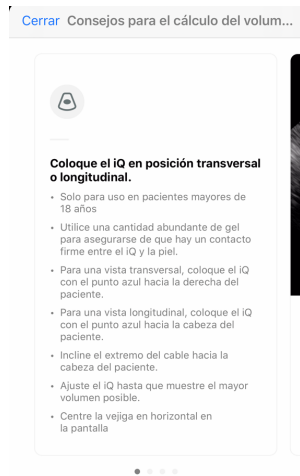 Cerrar Consejos para el cálculo del volum...
Coloque el iQ en posición transversal
o longitudinal.
• Solo para uso en pacientes mayores de
18 años
• Utilice una cantidad abundante de gel
para asegurarse de que hay un contacto
firme entre el iQ y la piel.
• Para una vista transversal, coloque el iQ
con el punto azul hacia la derecha del
paciente.
• Para una vista longitudinal, coloque el iQ
con el punto azul hacia la cabeza del
paciente.
• Incline el extremo del cable hacia la
cabeza del paciente.
• Ajuste el iQ hasta que muestre el mayor
volumen posible.
• Centre la vejiga en horizontal en
la pantalla